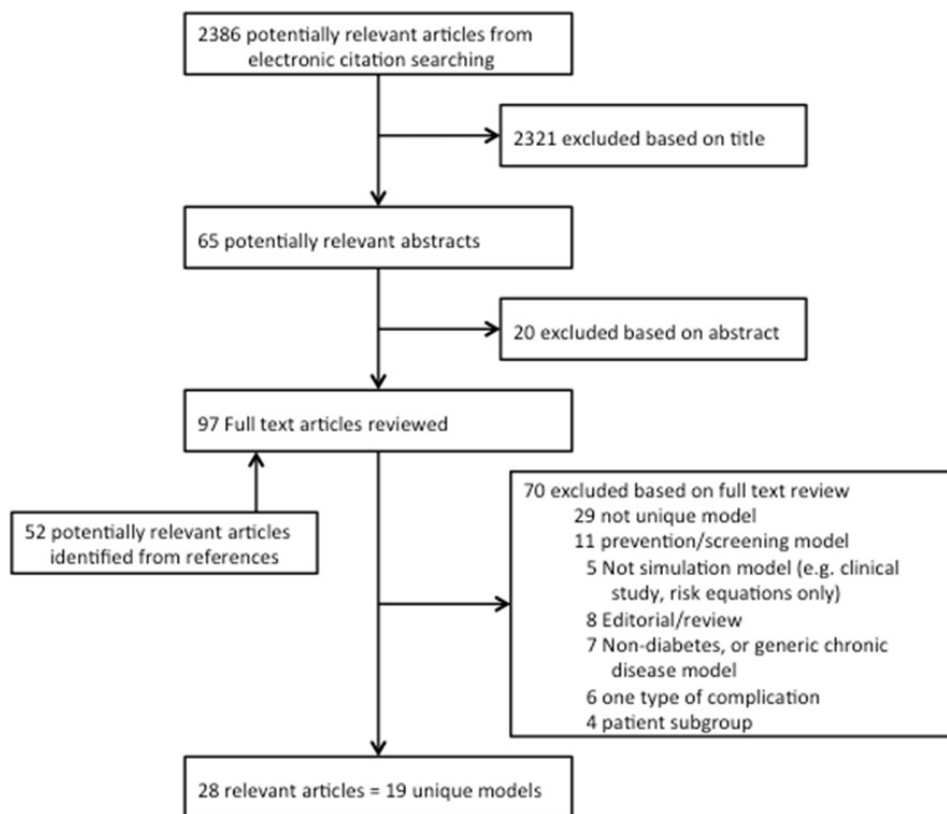 2386 potentially relevant articles from
electronic citation searching
2321 excluded based on title
65 potentially relevant abstracts
20 excluded based on abstract
97 Full text articles reviewed
52 potentially relevant articles
identified from references
70 excluded based on full text review
29 not unique model
11 prevention/screening model
5 Not simulation model (e.g. clinical
study, risk equations only)
8 Editorial/review
7 Non-diabetes, or generic chronic
disease model
6 one type of complication
4 patient subgroup
28 relevant articles = 19 unique models